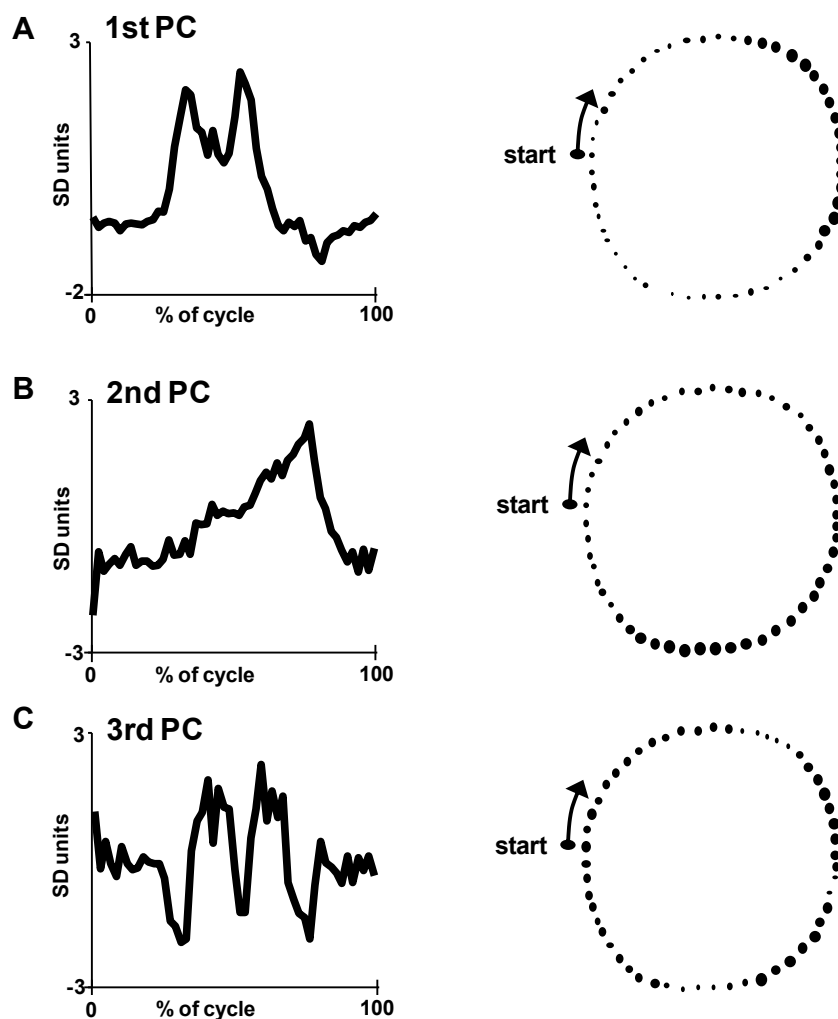 A
1st PC
3
SD units
-2
0
% of cycle
100
start
B
2nd PC
3
SD units
-3
0
% of cycle
100
start
C
3rd PC
3
SD units
-3
0
% of cycle
100
start